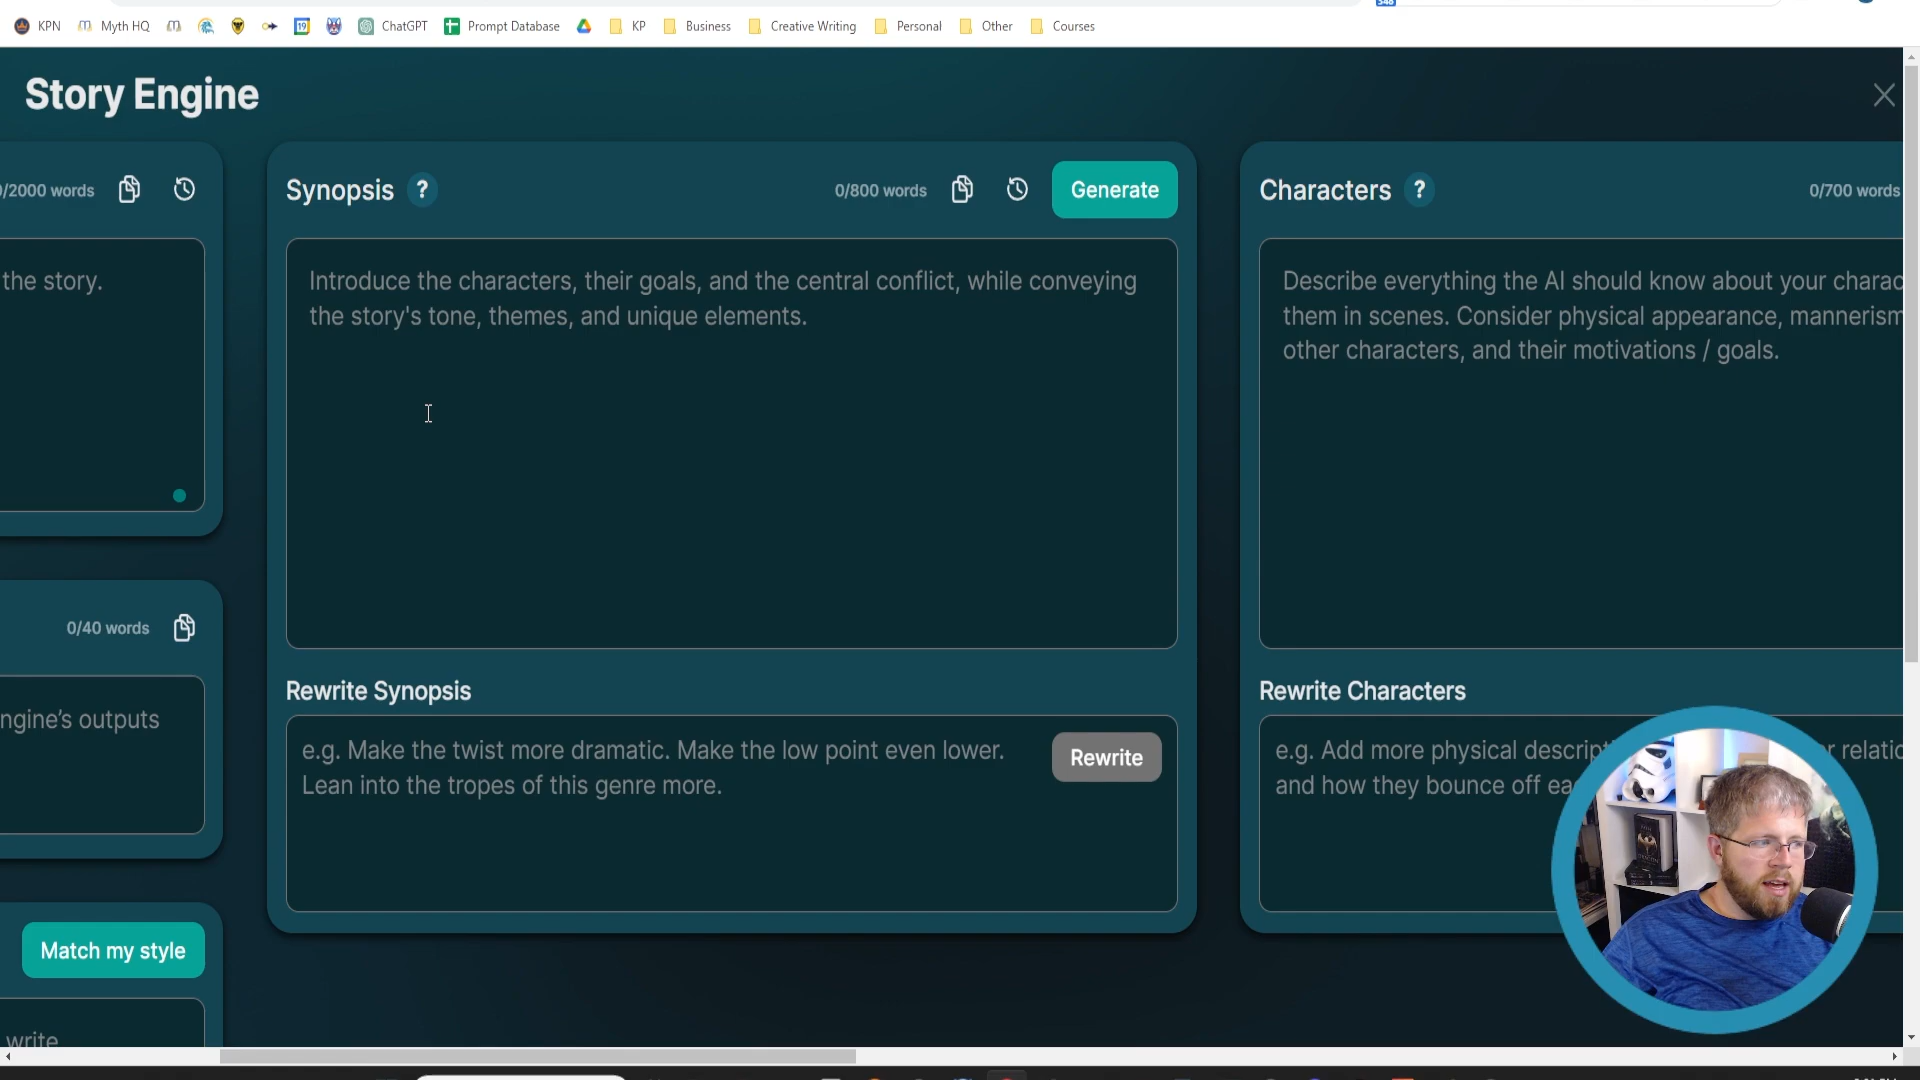 KPN
Myth HQ
19
ChatGPT
Prompt Database
KP
Business
Creative Writing
Personal
Other
Courses
Story Engine
/2000 words
Synopsis ?
0/800 words
Generate
Characters ?
0/700 words
the story.
Introduce the characters, their goals, and the central conflict, while conveying
the story's tone, themes, and unique elements.
Describe everything the AI should know about your charac
them in scenes. Consider physical appearance, mannerism
other characters, and their motivations / goals.
0/40 words
ngine's outputs
Rewrite Synopsis
e.g. Make the twist more dramatic. Make the low point even lower.
Lean into the tropes of this genre more.
Rewrite
Rewrite Characters
e.g. Add more physical descript
r relatio
and how they bounce off ea
Match my style
write